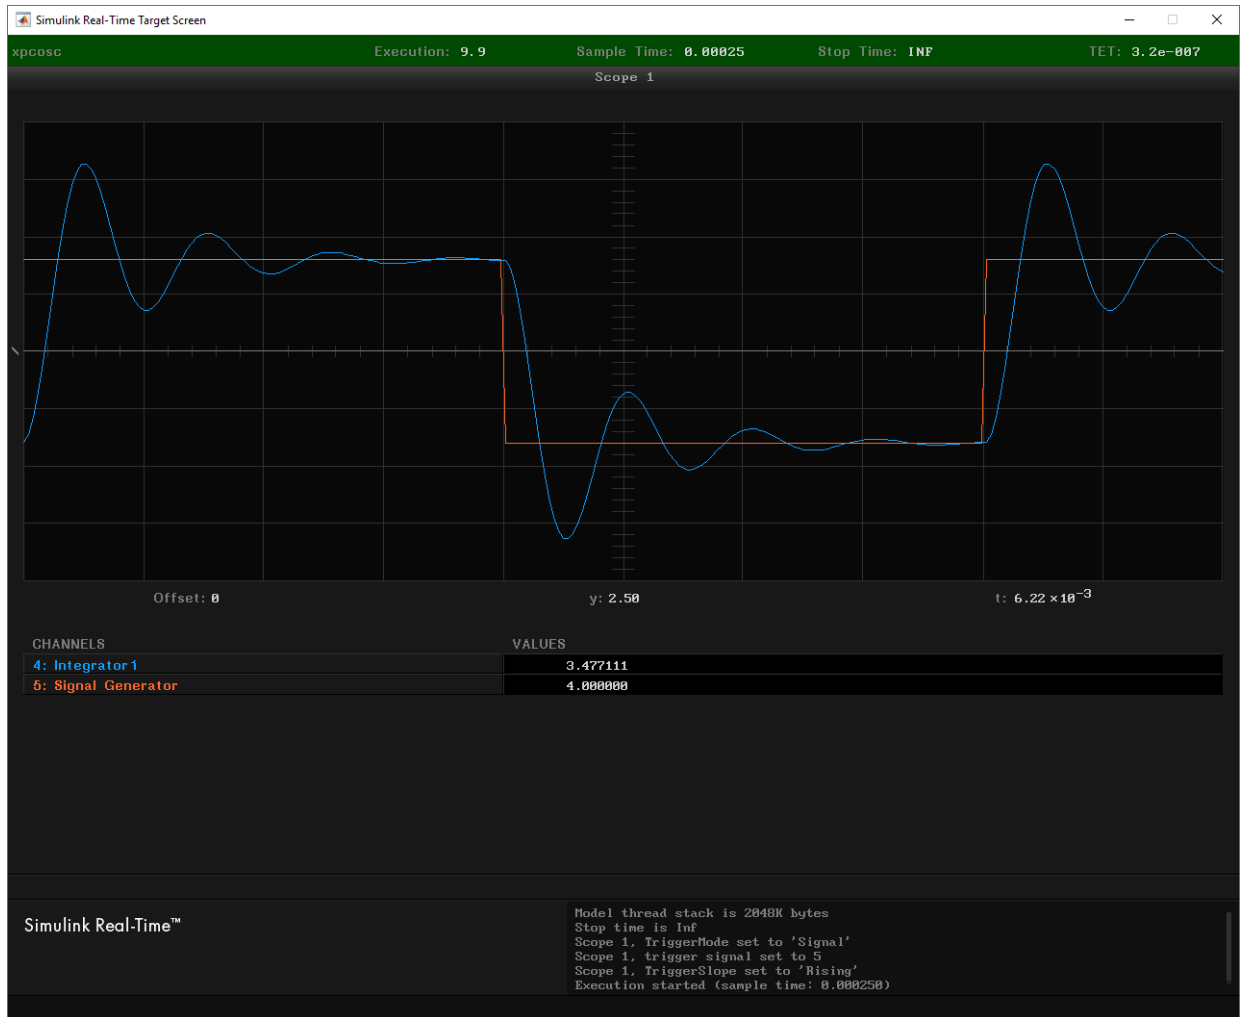 Simulink Real-Time Target Screen
xpcosc Execution: 9.9 Sample Time: 0.00025 Stop Time: INF TET: 3.2e-007
Scope 1
Offset: 0 y: 2.50 t: 6.22 ×10⁻³
CHANNELS VALUES
4: Integrator1 3.477111
5: Signal Generator 4.000000
Simulink Real-Time™
Model thread stack is 2048K bytes
Stop time is Inf
Scope 1, TriggerMode set to 'Signal'
Scope 1, trigger signal set to 5
Scope 1, TriggerSlope set to 'Rising'
Execution started (sample time: 0.000250)